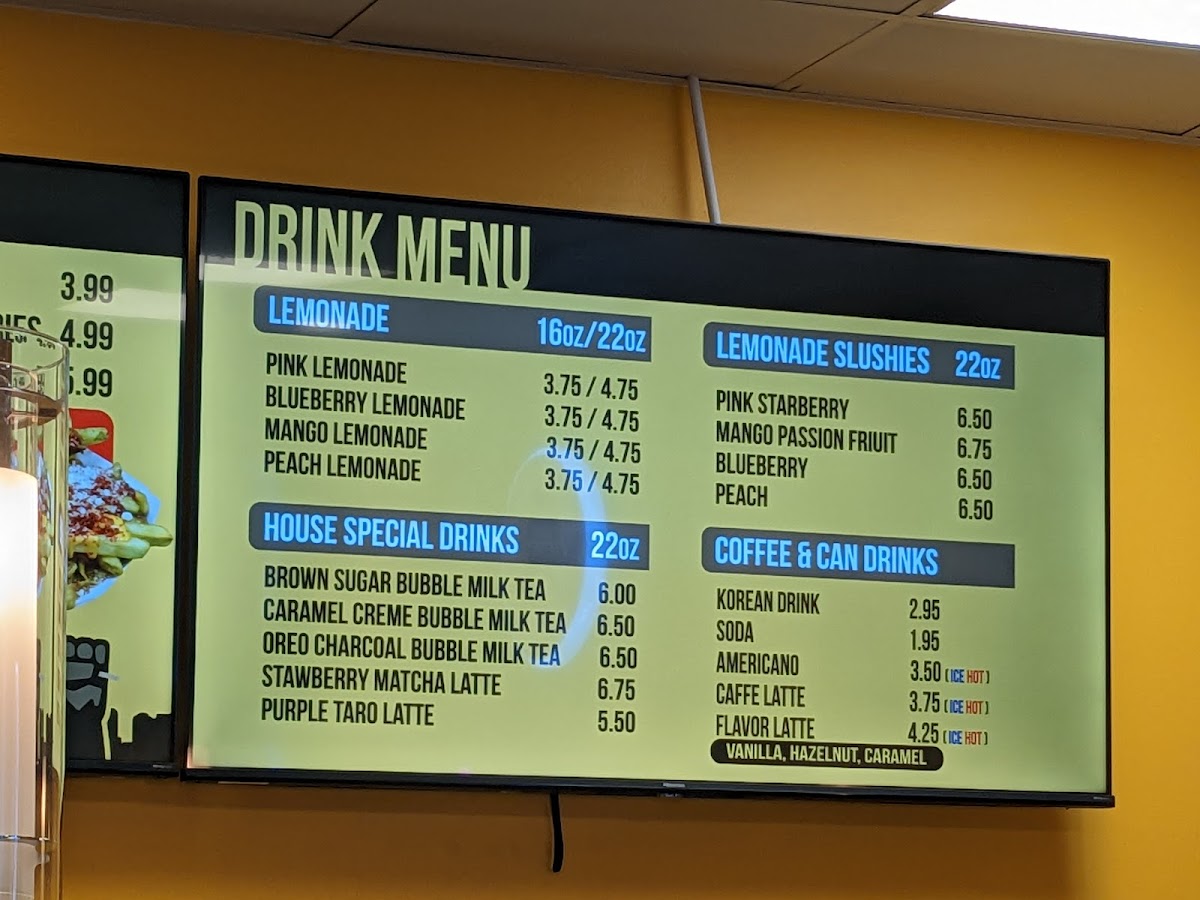 3.99
4.99
5.99
DRINK MENU
LEMONADE 16OZ/22OZ
PINK LEMONADE 3.75 / 4.75
BLUEBERRY LEMONADE 3.75 / 4.75
MANGO LEMONADE 3.75 / 4.75
PEACH LEMONADE 3.75 / 4.75
HOUSE SPECIAL DRINKS 22OZ
BROWN SUGAR BUBBLE MILK TEA 6.00
CARAMEL CREME BUBBLE MILK TEA 6.50
OREO CHARCOAL BUBBLE MILK TEA 6.50
STAWBERRY MATCHA LATTE 6.75
PURPLE TARO LATTE 5.50
LEMONADE SLUSHIES 22OZ
PINK STARBERRY 6.50
MANGO PASSION FRIUIT 6.75
BLUEBERRY 6.50
PEACH 6.50
COFFEE & CAN DRINKS
KOREAN DRINK 2.95
SODA 1.95
AMERICANO 3.50 ( ICE HOT )
CAFFE LATTE 3.75 ( ICE HOT )
FLAVOR LATTE 4.25 ( ICE HOT )
VANILLA, HAZELNUT, CARAMEL